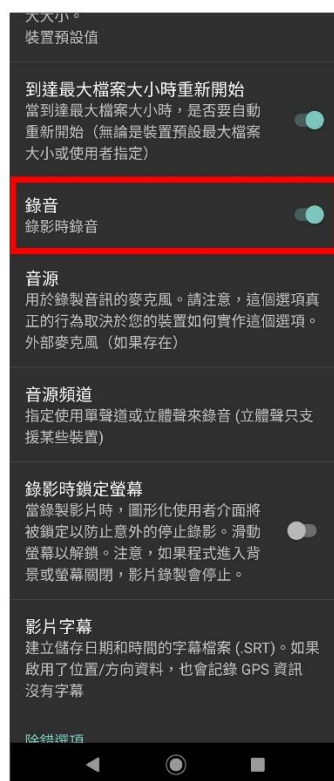 大大小。
裝置預設值
到達最大檔案大小時重新開始
當到達最大檔案大小時，是否要自動
重新開始（無論是裝置預設最大檔案
大小或使用者指定）
錄音
錄影時錄音
音源
用於錄製音訊的麥克風。請注意，這個選項真
正的行為取決於您的裝置如何實作這個選項。
外部麥克風（如果存在）
音源頻道
指定使用單聲道或立體聲來錄音 (立體聲只支
援某些裝置)
錄影時鎖定螢幕
當錄製影片時，圖形化使用者介面將
被鎖定以防止意外的停止錄影。滑動
螢幕以解鎖。注意，如果程式進入背
景或螢幕關閉，影片錄製會停止。
影片字幕
建立儲存日期和時間的字幕檔案 (.SRT)。如果
啟用了位置/方向資料，也會記錄 GPS 資訊
沒有字幕
除錯選項